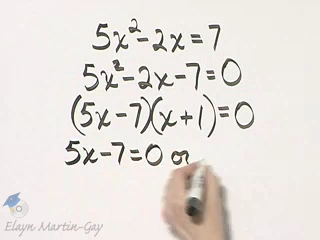 5x²-2x=7
5x²-2x-7=0
(5x-7)(x+1)=0
5x-7=0 or
Elayn Martin-Gay